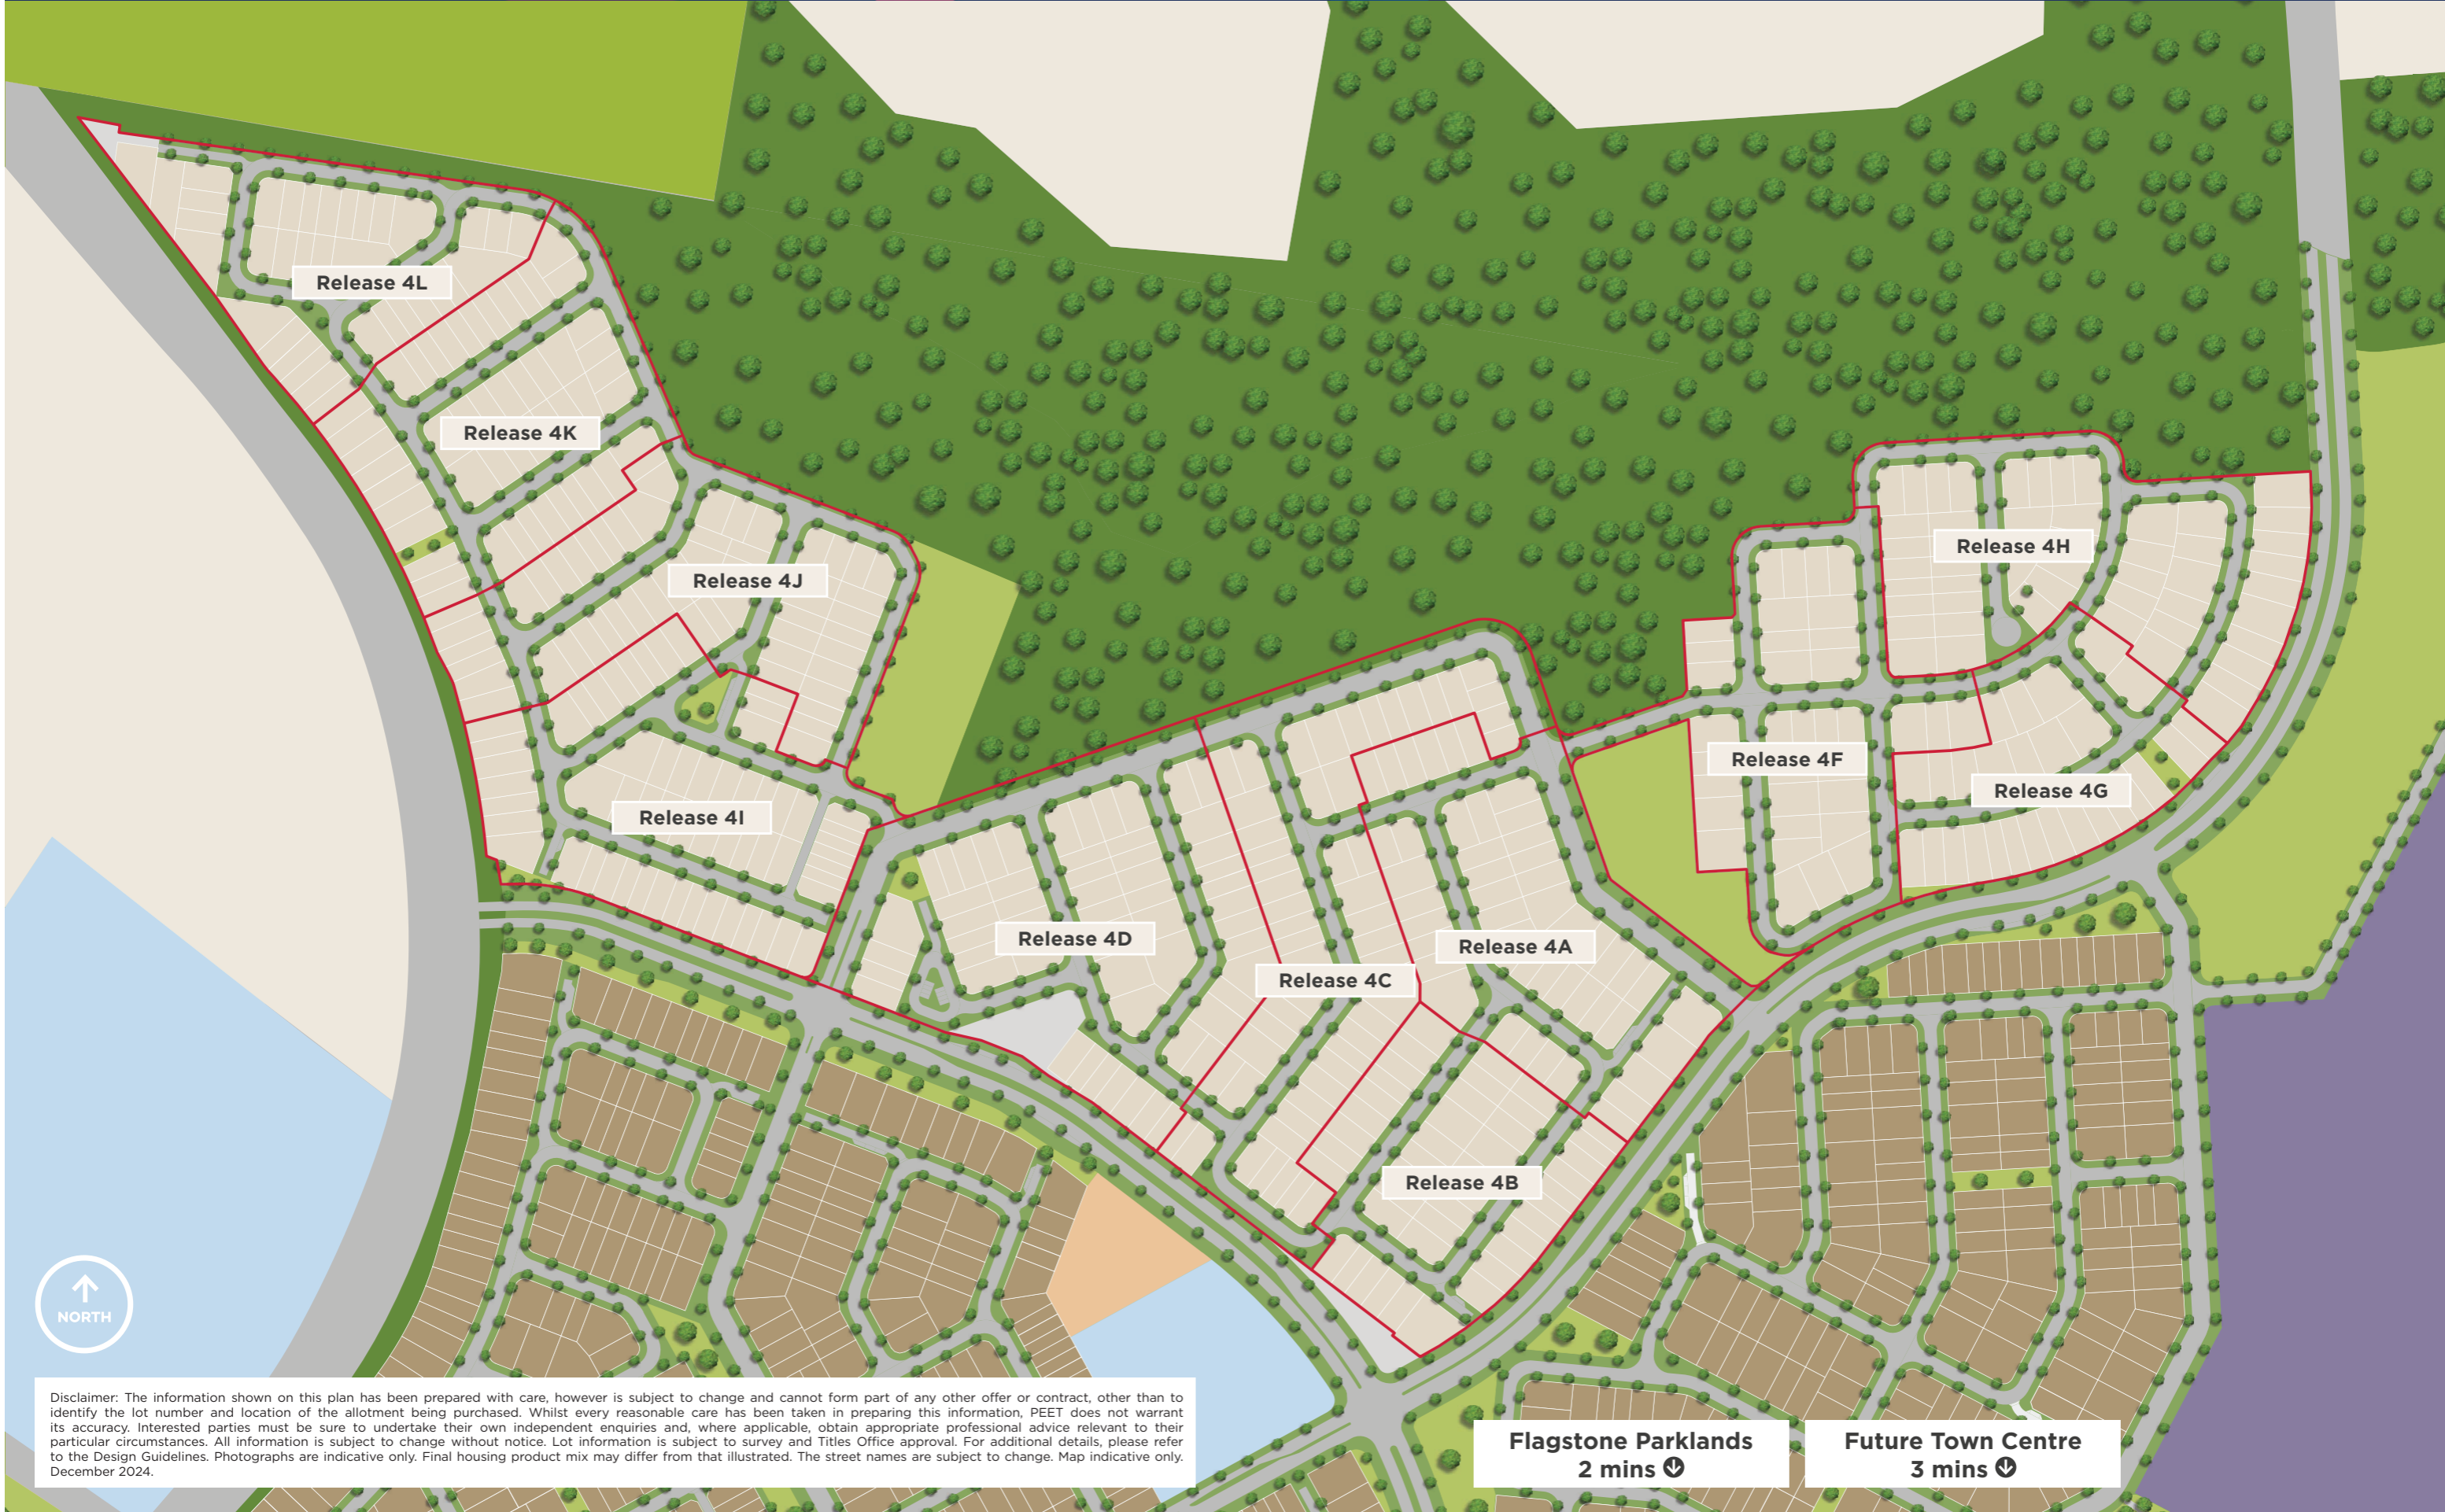 Release 4L
Release 4K
Release 4H
Release 4J
Release 4F
Release 4G
Release 4I
Release 4D
Release 4A
Release 4C
Release 4B
NORTH
Disclaimer: The information shown on this plan has been prepared with care, however is subject to change and cannot form part of any other offer or contract, other than to
identify the lot number and location of the allotment being purchased. Whilst every reasonable care has been taken in preparing this information, PEET does not warrant
its accuracy. Interested parties must be sure to undertake their own independent enquiries and, where applicable, obtain appropriate professional advice relevant to their
particular circumstances. All information is subject to change without notice. Lot information is subject to survey and Titles Office approval. For additional details, please refer
to the Design Guidelines. Photographs are indicative only. Final housing product mix may differ from that illustrated. The street names are subject to change. Map indicative only.
December 2024.
Flagstone Parklands
2 mins
Future Town Centre
3 mins